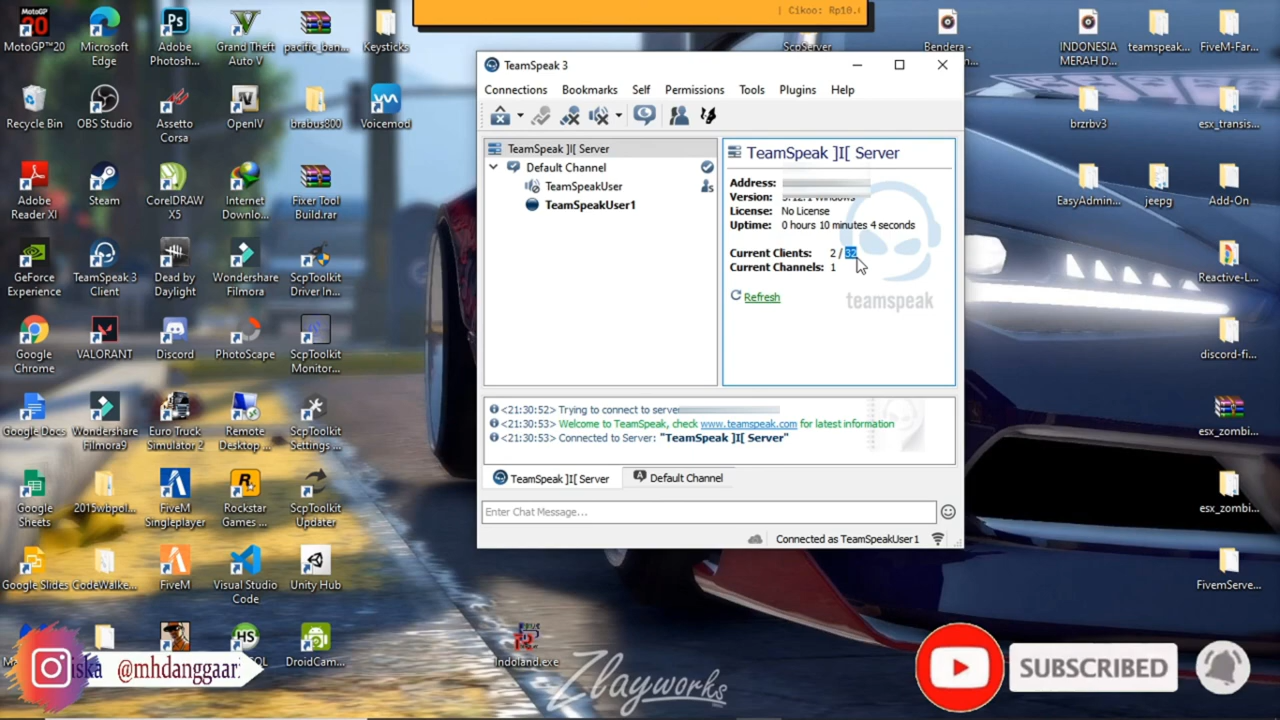 | Cikoo: Rp10.
MotoGP™20
Microsoft Edge
Adobe Photosh...
Grand Theft Auto V
pacific_ban...
Keysticks
ScoServer
Bendera - 
INDONESIA MERAH D...
teamspeak...
FiveM-Far...
Recycle Bin
OBS Studio
Assetto Corsa
OpenIV
brabus800
Voicemod
brzrbv3
esx_transis...
Adobe Reader XI
Steam
CorelDRAW X5
Internet Downlo...
Fixer Tool Build.rar
EasyAdmin...
jeepg
Add-On
GeForce Experience
TeamSpeak 3 Client
Dead by Daylight
Wondershare Filmora
ScpToolkit Driver In...
Reactive-L...
Google Chrome
VALORANT
Discord
PhotoScape
ScpToolkit Monitor...
discord-fi...
Google Docs
Wondershare Filmora9
Euro Truck Simulator 2
Remote Desktop ...
ScpToolkit Settings ...
esx_zombi...
Google Sheets
2015wbpol...
FiveM Singleplayer
Rockstar Games ...
ScpToolkit Updater
esx_zombi...
Google Slides
CodeWalke...
FiveM
Visual Studio Code
Unity Hub
FivemServe...
DroidCam...
Indoland.exe
TeamSpeak 3
Connections Bookmarks Self Permissions Tools Plugins Help
TeamSpeak ]I[ Server
Default Channel
TeamSpeakUser
TeamSpeakUser1
TeamSpeak ]I[ Server
Address:
Version:
License: No License
Uptime: 0 hours 10 minutes 4 seconds
Current Clients: 2 / 32
Current Channels: 1
Refresh
teamspeak
<21:30:52> Trying to connect to server
<21:30:53> Welcome to TeamSpeak, check www.teamspeak.com for latest information
<21:30:53> Connected to Server: "TeamSpeak ]I[ Server"
TeamSpeak ]I[ Server
Default Channel
Enter Chat Message...
Connected as TeamSpeakUser1
iska @mhdanggaari
Zlayworks
SUBSCRIBED